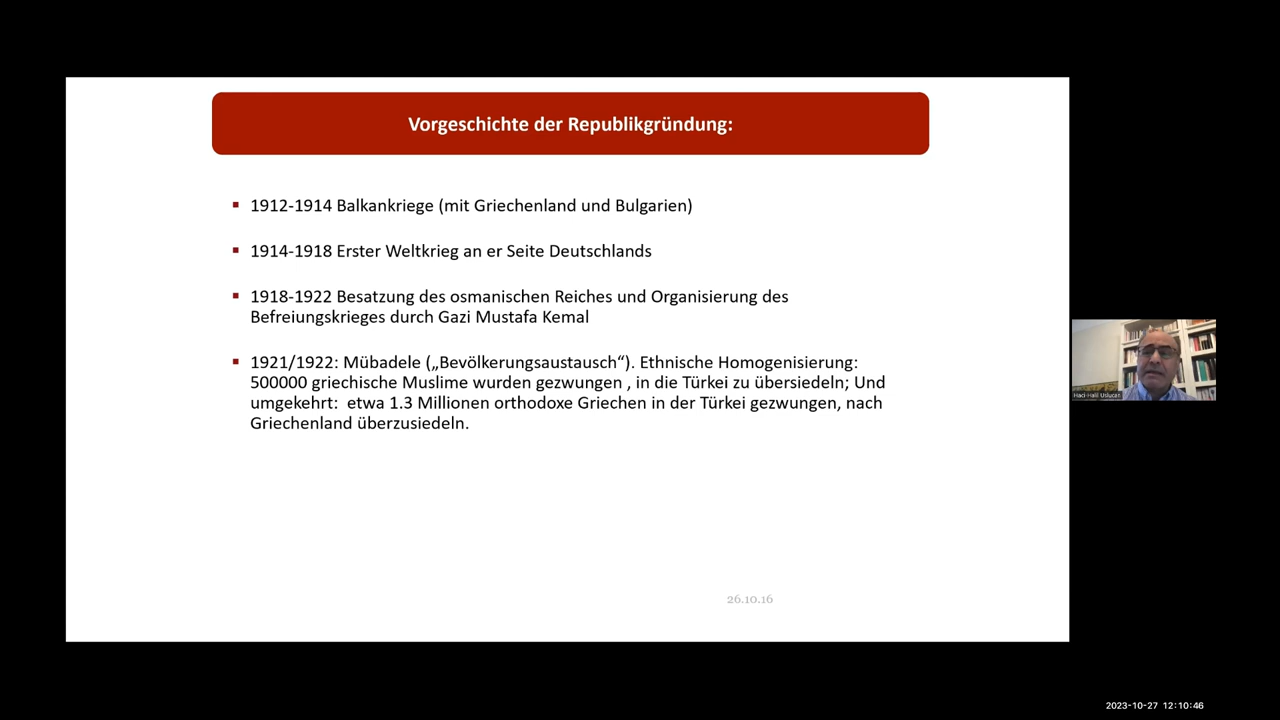 Vorgeschichte der Republikgründung:
1912-1914 Balkankriege (mit Griechenland und Bulgarien)
1914-1918 Erster Weltkrieg an er Seite Deutschlands
1918-1922 Besatzung des osmanischen Reiches und Organisierung des
Befreiungskrieges durch Gazi Mustafa Kemal
1921/1922: Mübadele („Bevölkerungsaustausch“). Ethnische Homogenisierung:
500000 griechische Muslime wurden gezwungen , in die Türkei zu übersiedeln; Und
umgekehrt: etwa 1.3 Millionen orthodoxe Griechen in der Türkei gezwungen, nach
Griechenland überzusiedeln.
26.10.16
Haci-Halil Uslucan
2023-10-27 12:10:46